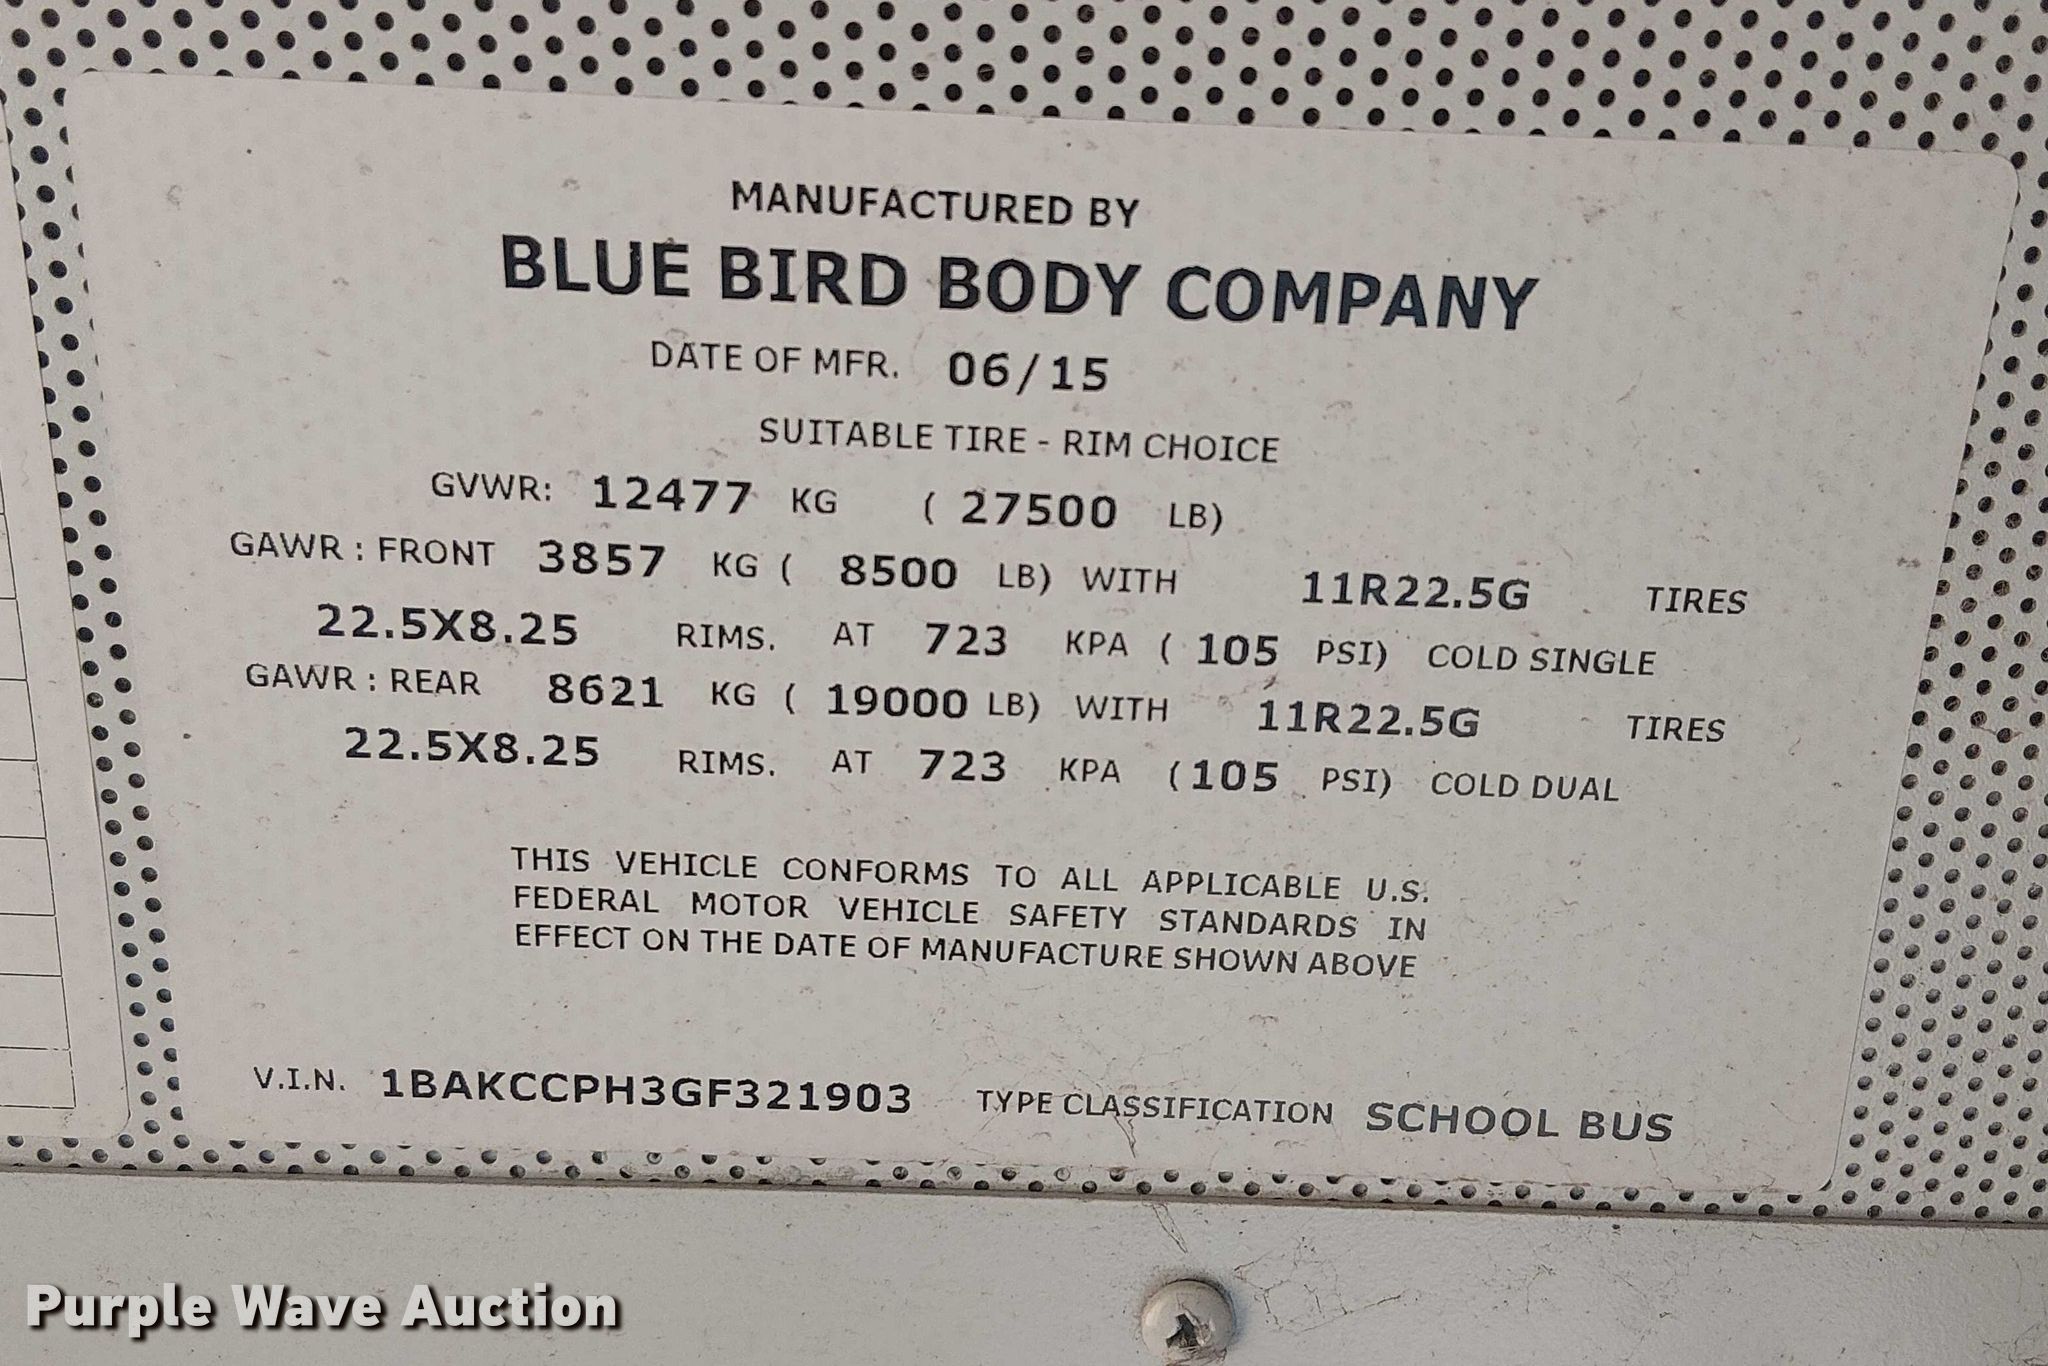 MANUFACTURED BY
BLUE BIRD BODY COMPANY
DATE OF MFR. 06/15
SUITABLE TIRE - RIM CHOICE
GVWR: 12477 KG ( 27500 LB)
GAWR : FRONT 3857 KG ( 8500 LB) WITH 11R22.5G TIRES
22.5X8.25 RIMS. AT 723 KPA ( 105 PSI) COLD SINGLE
GAWR : REAR 8621 KG ( 19000 LB) WITH 11R22.5G TIRES
22.5X8.25 RIMS. AT 723 KPA ( 105 PSI) COLD DUAL
THIS VEHICLE CONFORMS TO ALL APPLICABLE U.S.
FEDERAL MOTOR VEHICLE SAFETY STANDARDS IN
EFFECT ON THE DATE OF MANUFACTURE SHOWN ABOVE
V.I.N. 1BAKCCPH3GF321903 TYPE CLASSIFICATION SCHOOL BUS
Purple Wave Auction